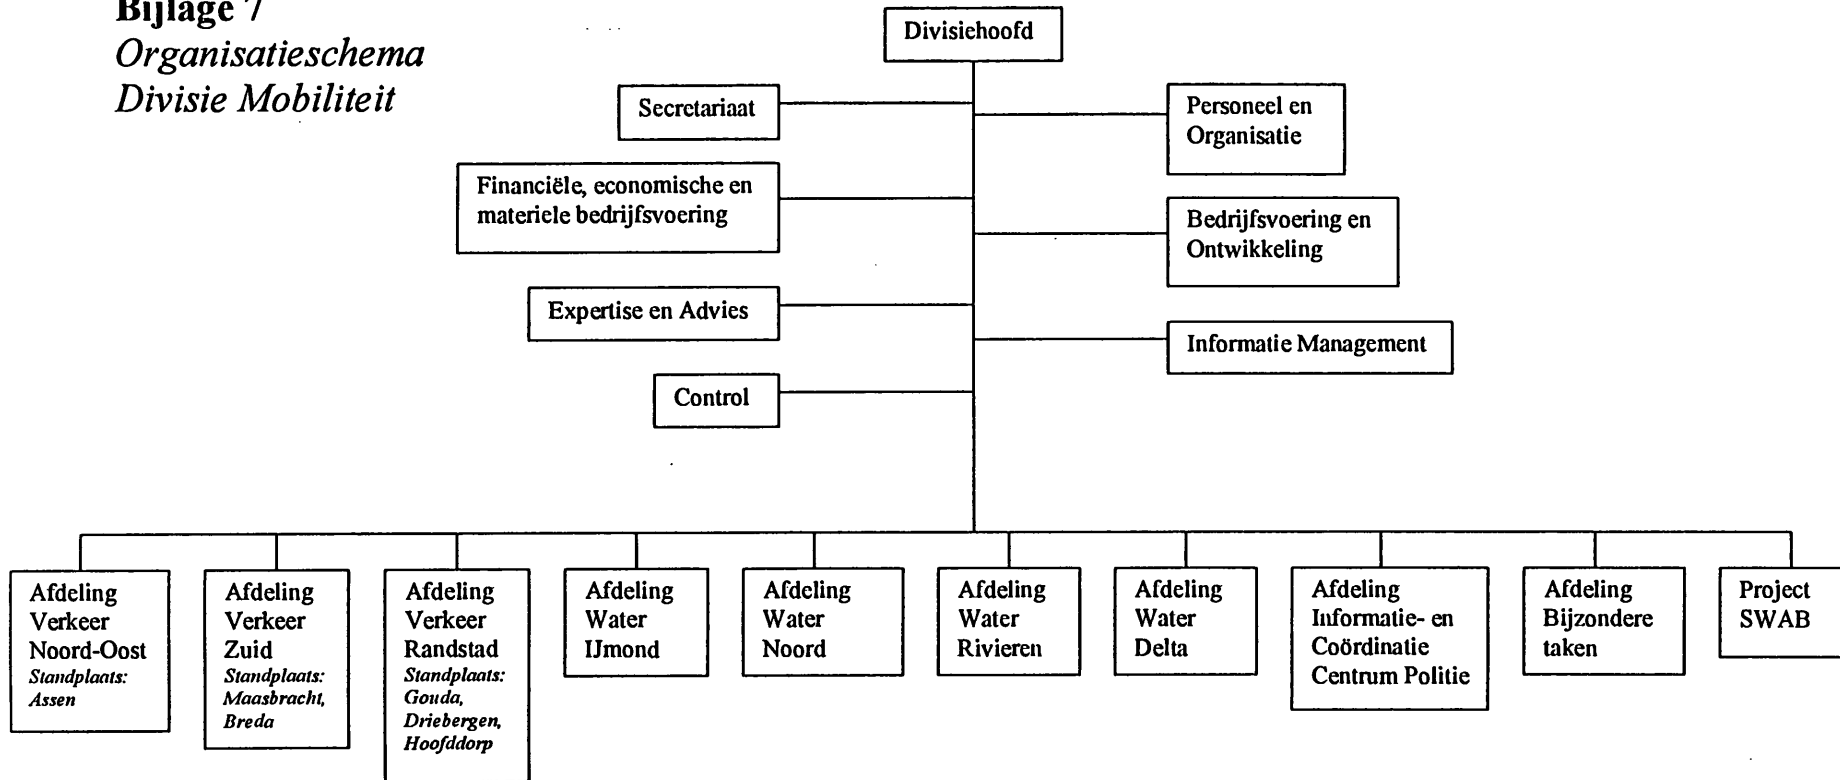 Bijlage 7
Organisatieschema
Divisie Mobiliteit
Divisiehoofd
Secretariaat
Personeel en
Organisatie
Financiële, economische en
materiele bedrijfsvoering
Bedrijfsvoering en
Ontwikkeling
Expertise en Advies
Informatie Management
Control
Afdeling
Verkeer
Noord-Oost
Standplaats:
Assen
Afdeling
Verkeer
Zuid
Standplaats:
Maasbracht,
Breda
Afdeling
Verkeer
Randstad
Standplaats:
Gouda,
Driebergen,
Hoofddorp
Afdeling
Water
IJmond
Afdeling
Water
Noord
Afdeling
Water
Rivieren
Afdeling
Water
Delta
Afdeling
Informatie- en
Coördinatie
Centrum Politie
Afdeling
Bijzondere
taken
Project
SWAB